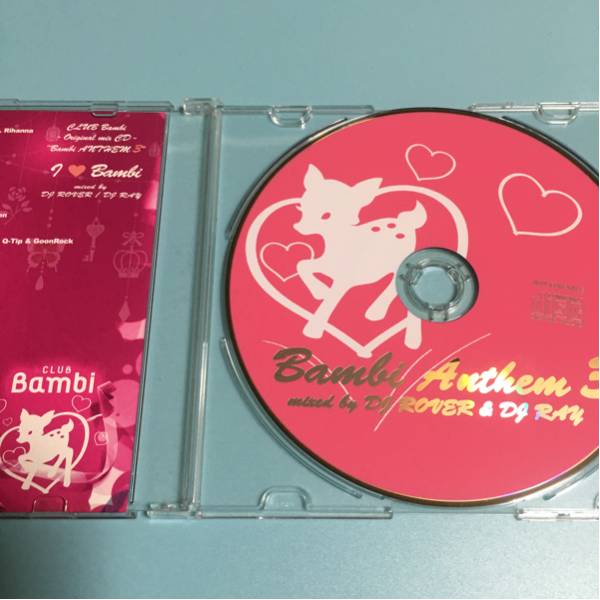 , Rihanna
CLUB Bambi
- Original mix CD -
"Bambi ANTHEM 3"
I ❤ Bambi
mixed by
DJ ROVER / DJ RAY
Q-Tip & GoonRock
CLUB
Bambi
Bambi Anthem 3
mixed by DJ ROVER & DJ RAY